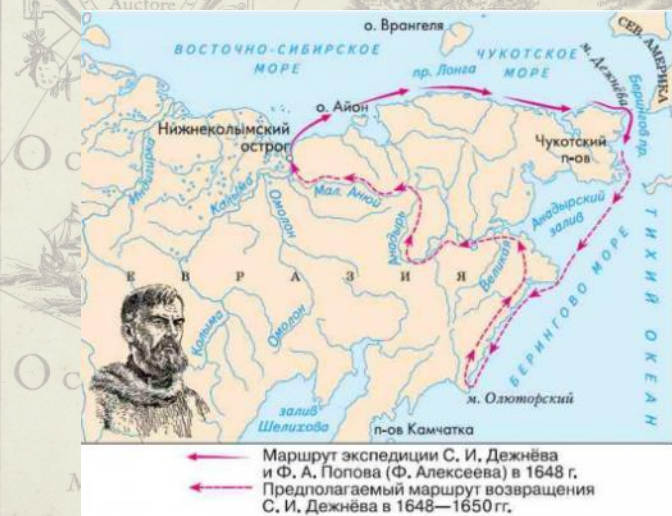 Auctore
о. Врангеля
СЕВ. АМЕРИКА
ВОСТОЧНО-СИБИРСКОЕ
МОРЕ
ЧУКОТСКОЕ
МОРЕ
м. Дежнёва
Берингов пр.
пр. Лонга
о. Айон
Нижнеколымский
острог
Чукотский
п-ов
Индигирка
Колыма
Омолон
Мал. Анюй
Анадырь
Анадырский
залив
Великая
ЕВРАЗИЯ
БЕРИНГОВО МОРЕ
ТИХИЙ ОКЕАН
Колыма
Омолон
м. Олюторский
залив
Шелихова
п-ов Камчатка
Маршрут экспедиции С. И. Дежнёва
и Ф. А. Попова (Ф. Алексеева) в 1648 г.
Предполагаемый маршрут возвращения
С. И. Дежнёва в 1648—1650 гг.